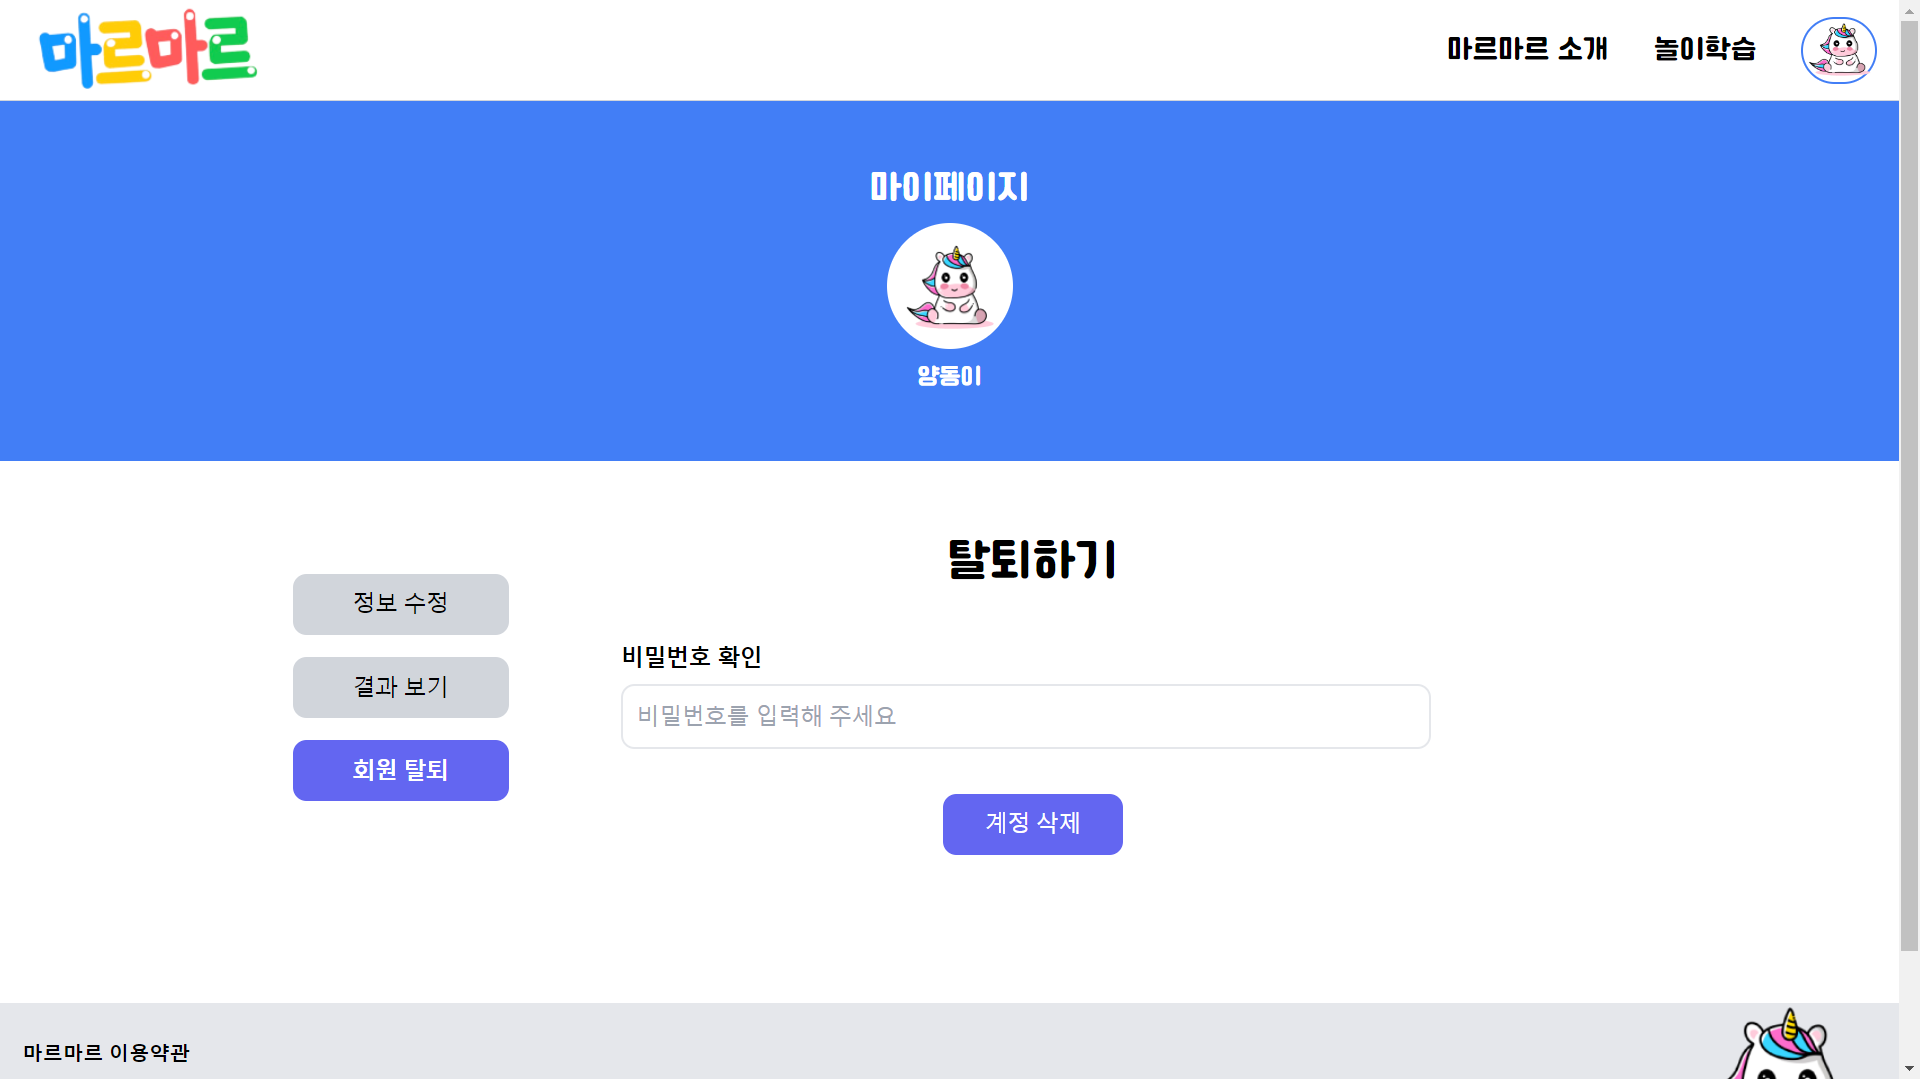 마르마르
마르마르 소개
놀이학습
마이페이지
양동이
탈퇴하기
정보 수정
결과 보기
회원 탈퇴
비밀번호 확인
비밀번호를 입력해 주세요
계정 삭제
마르마르 이용약관